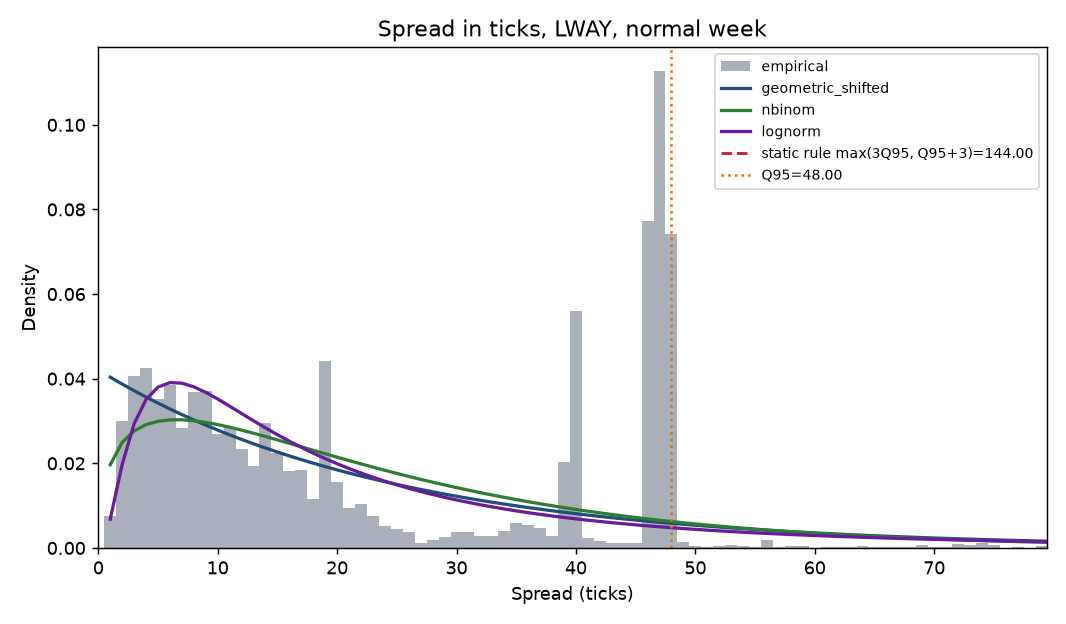 Spread in ticks, LWAY, normal week
empirical
geometric_shifted
nbinom
lognorm
static rule max(3Q95, Q95+3)=144.00
Q95=48.00
Density
0.10
0.08
0.06
0.04
0.02
0.00
0 10 20 30 40 50 60 70
Spread (ticks)